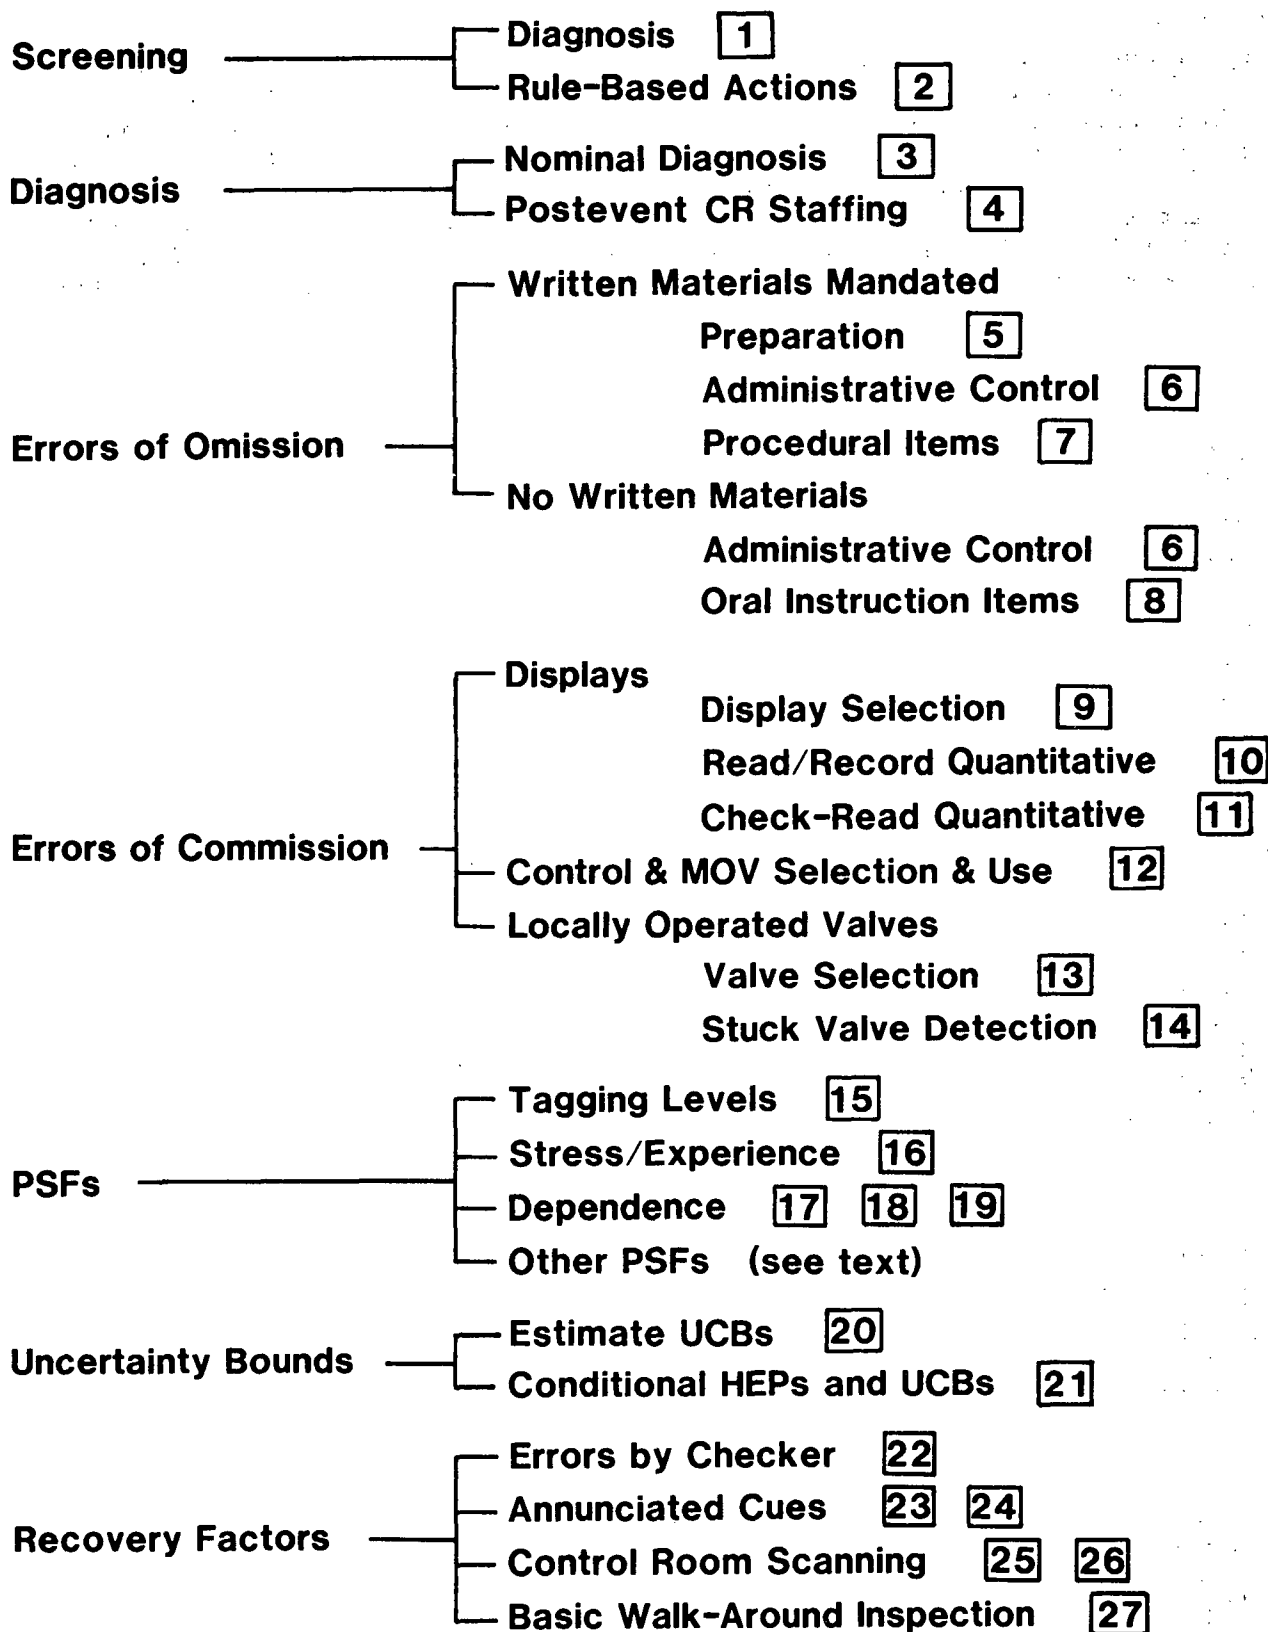 Screening
Diagnosis 1
Rule-Based Actions 2
Diagnosis
Nominal Diagnosis 3
Postevent CR Staffing 4
Errors of Omission
Written Materials Mandated
Preparation 5
Administrative Control 6
Procedural Items 7
No Written Materials
Administrative Control 6
Oral Instruction Items 8
Errors of Commission
Displays
Display Selection 9
Read/Record Quantitative 10
Check-Read Quantitative 11
Control & MOV Selection & Use 12
Locally Operated Valves
Valve Selection 13
Stuck Valve Detection 14
PSFs
Tagging Levels 15
Stress/Experience 16
Dependence 17 18 19
Other PSFs (see text)
Uncertainty Bounds
Estimate UCBs 20
Conditional HEPs and UCBs 21
Recovery Factors
Errors by Checker 22
Annunciated Cues 23 24
Control Room Scanning 25 26
Basic Walk-Around Inspection 27